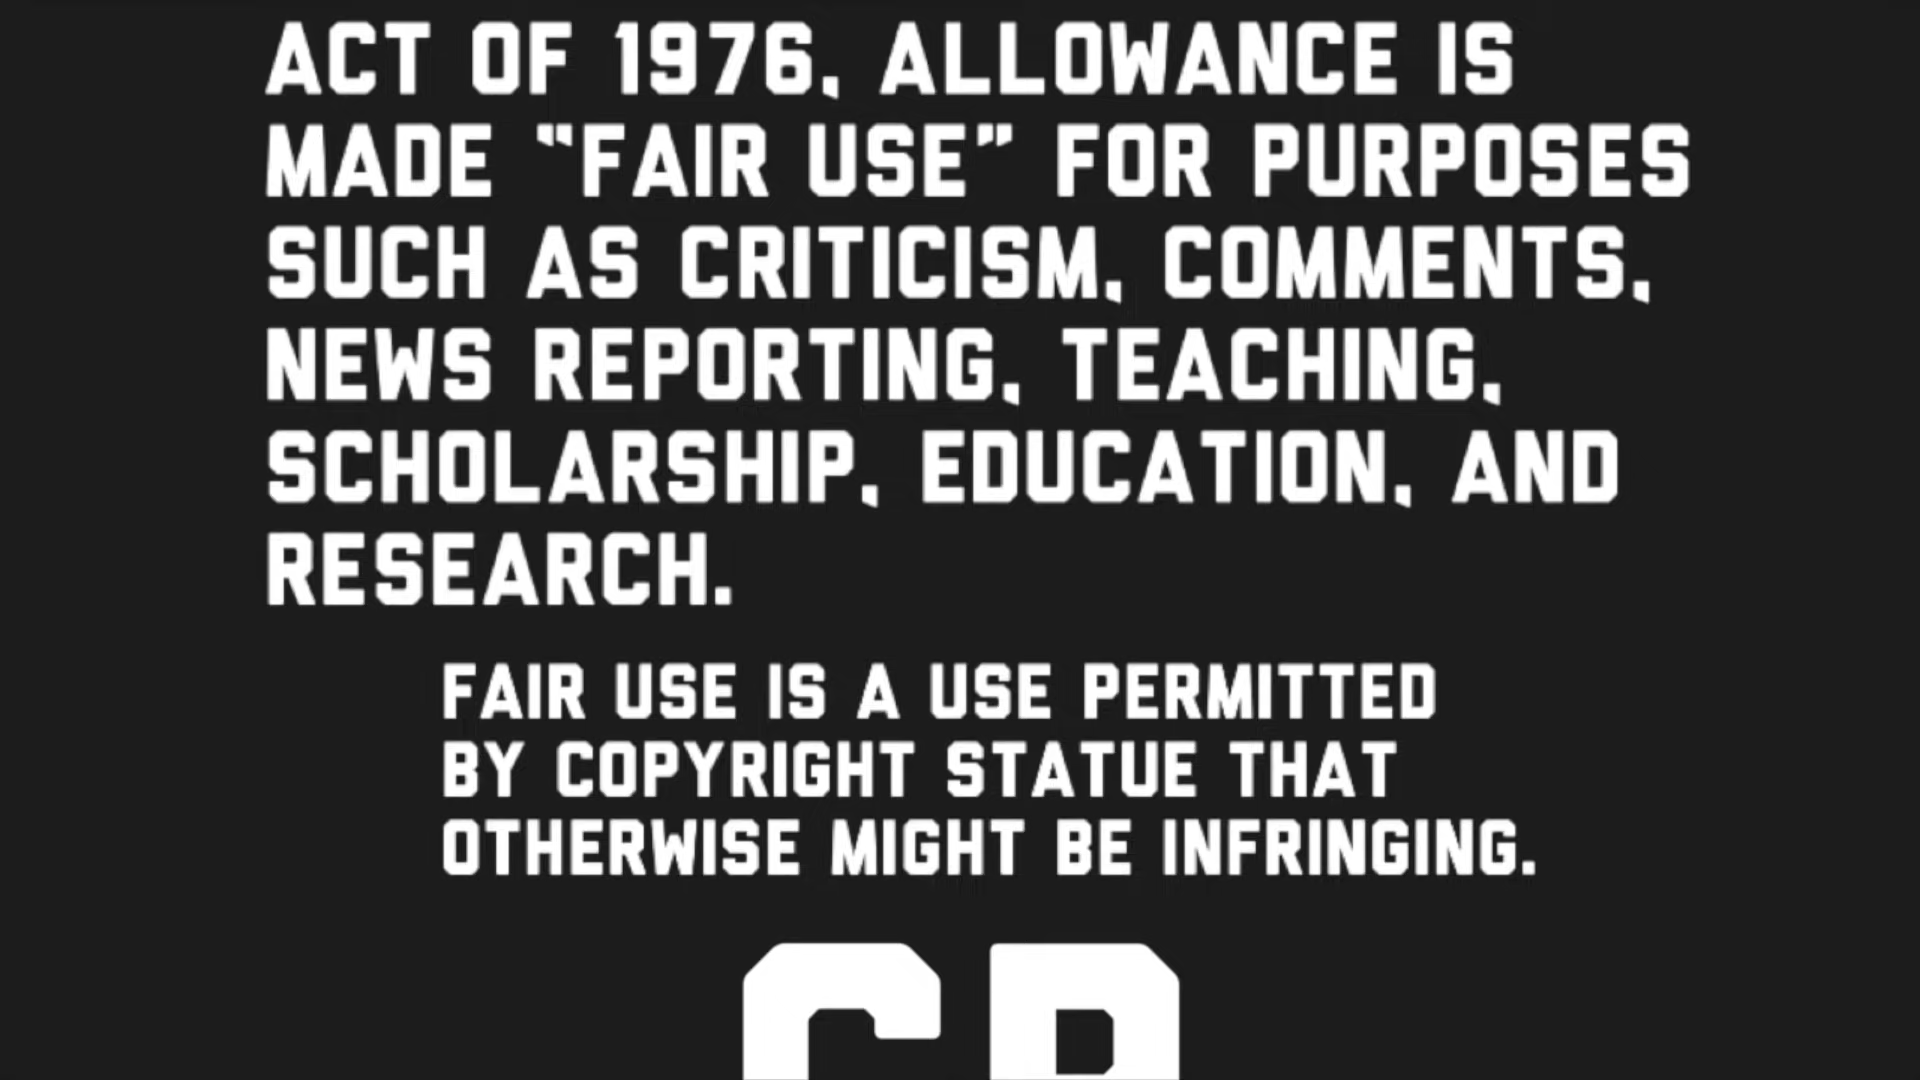 ACT OF 1976, ALLOWANCE IS
MADE “FAIR USE” FOR PURPOSES
SUCH AS CRITICISM, COMMENTS,
NEWS REPORTING, TEACHING,
SCHOLARSHIP, EDUCATION, AND
RESEARCH.
FAIR USE IS A USE PERMITTED
BY COPYRIGHT STATUE THAT
OTHERWISE MIGHT BE INFRINGING.